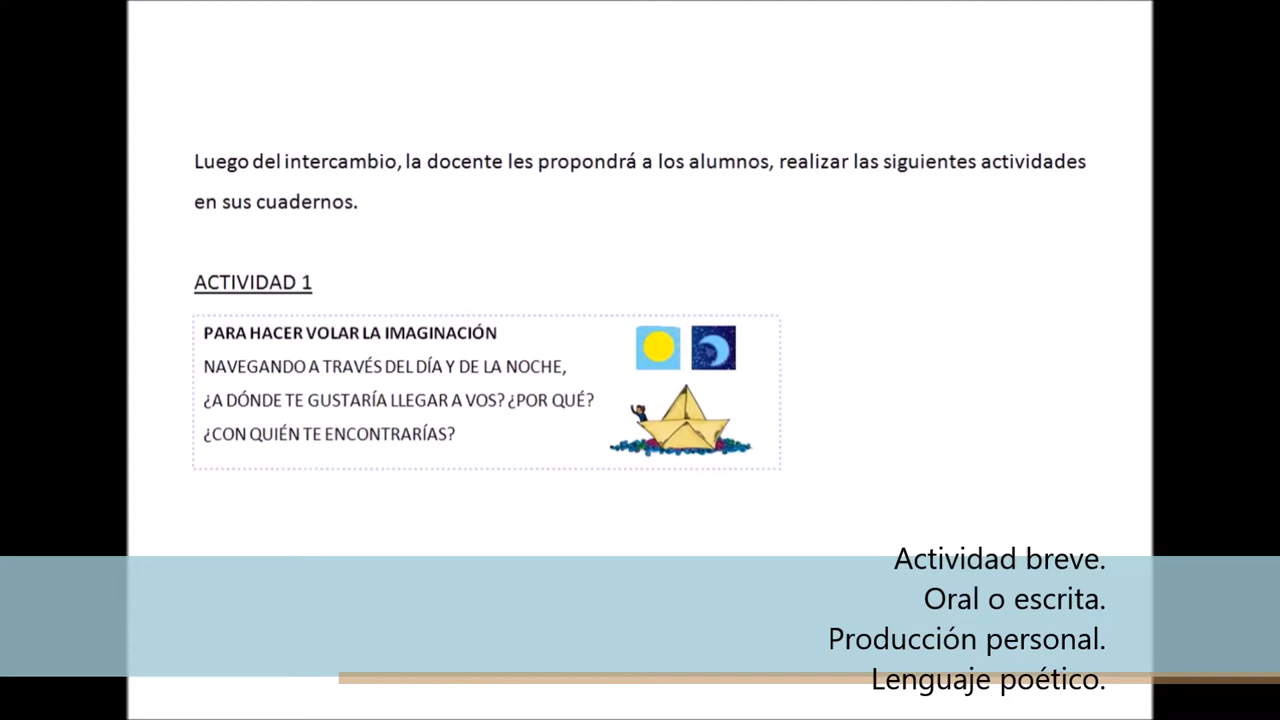 Luego del intercambio, la docente les propondrá a los alumnos, realizar las siguientes actividades
en sus cuadernos.
ACTIVIDAD 1
PARA HACER VOLAR LA IMAGINACIÓN
NAVEGANDO A TRAVÉS DEL DÍA Y DE LA NOCHE,
¿A DÓNDE TE GUSTARÍA LLEGAR A VOS? ¿POR QUÉ?
¿CON QUIÉN TE ENCONTRARÍAS?
Actividad breve.
Oral o escrita.
Producción personal.
Lenguaje poético.